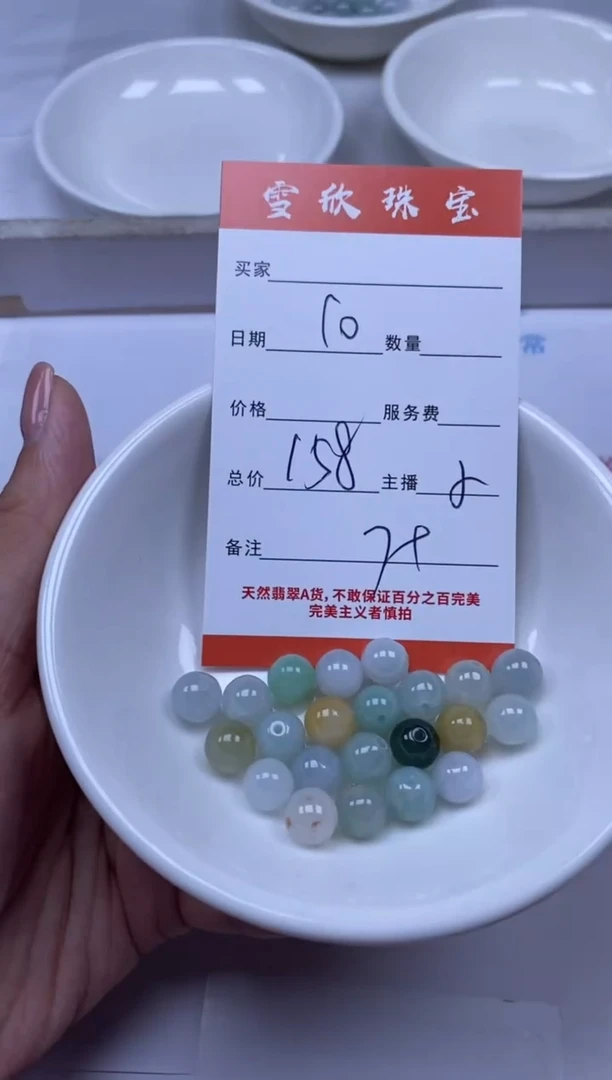 雪欣珠宝
买家
日期 10 数量
价格 服务费
总价 158 主播
备注
天然翡翠A货,不敢保证百分之百完美
完美主义者慎拍
常